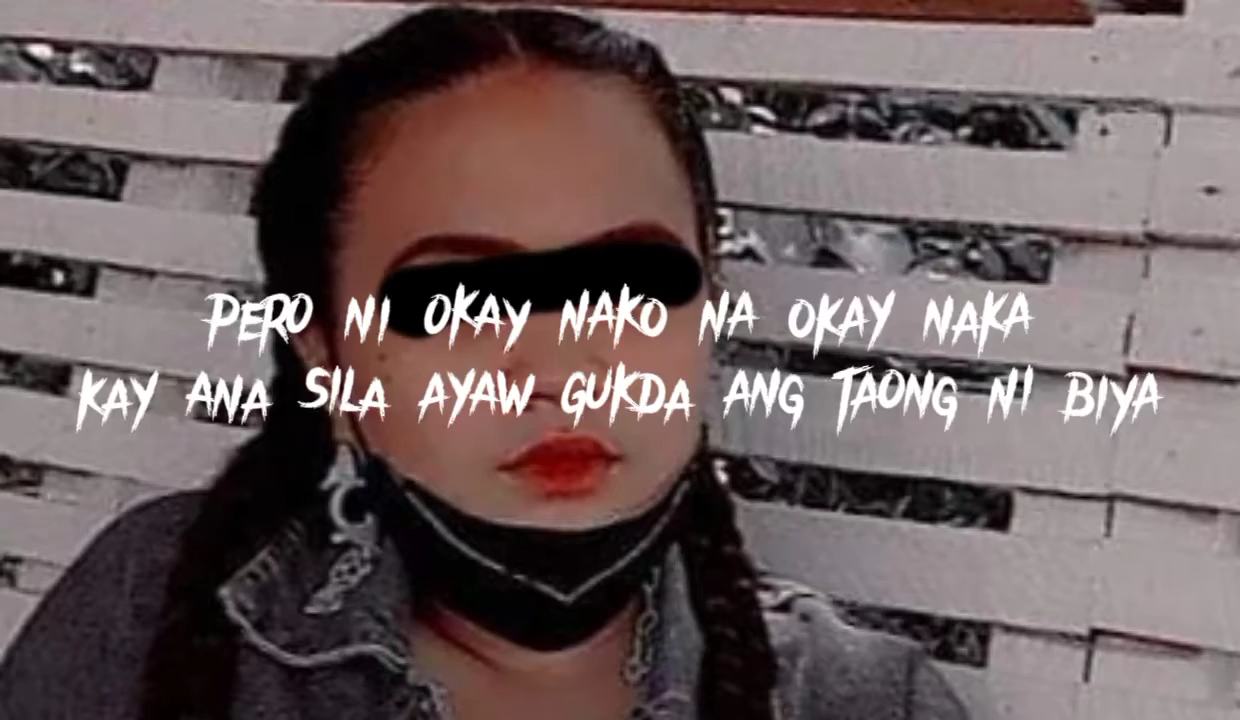 PERO NI OKAY NAKO NA OKAY NAKA
KAY ANA SILA AYAW GUKDA ANG TAONG NI BIYA